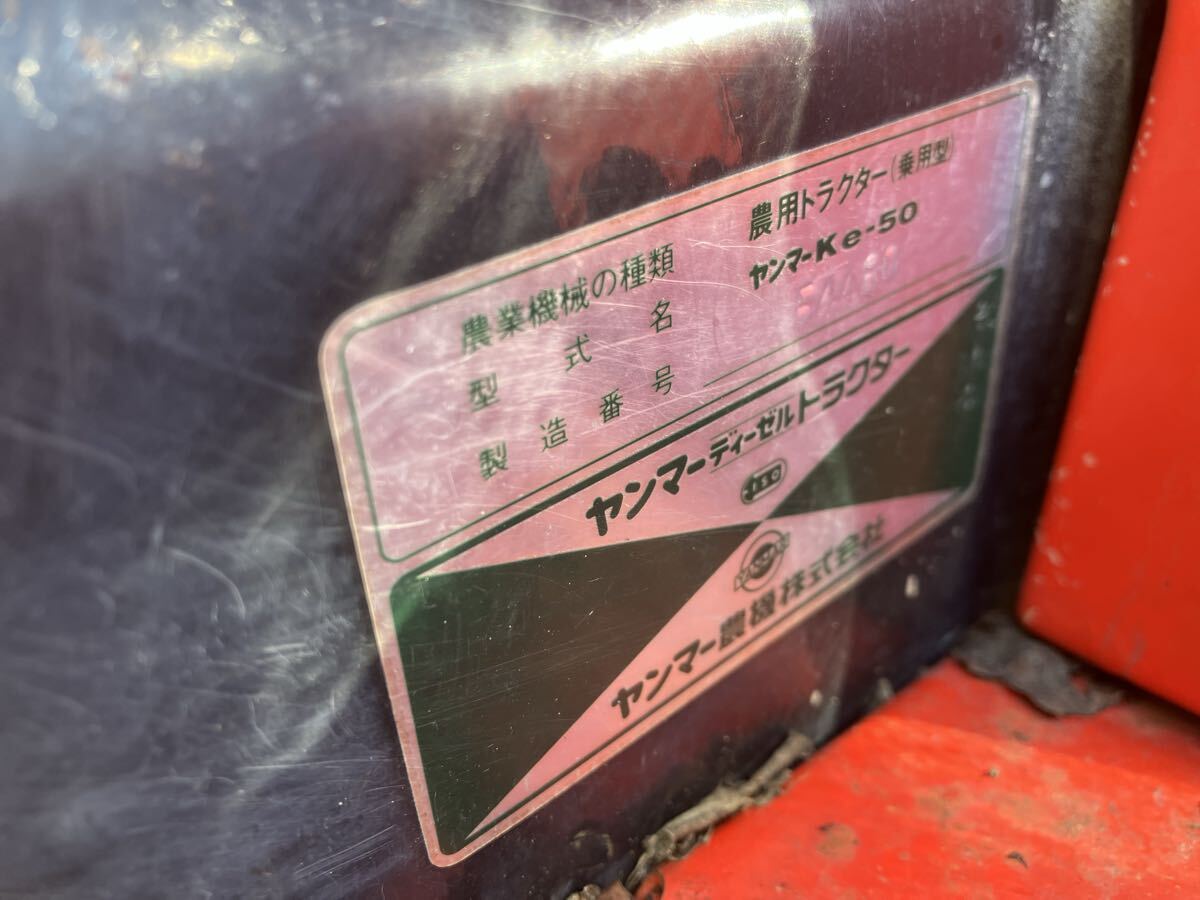 農業機械の種類 農用トラクター(乗用型)
型式名 ヤンマーKe-50
製造番号
ヤンマーディーゼルトラクター
ヤンマー農機株式会社